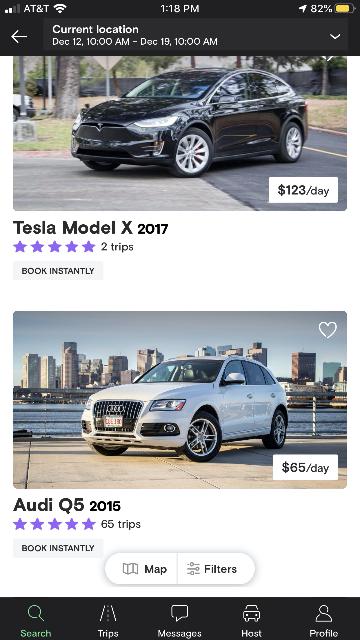 AT&T 1:18 PM 82%
Current location
Dec 12, 10:00 AM – Dec 19, 10:00 AM
$123/day
Tesla Model X 2017
2 trips
BOOK INSTANTLY
$65/day
Audi Q5 2015
65 trips
BOOK INSTANTLY
Map Filters
Search Trips Messages Host Profile